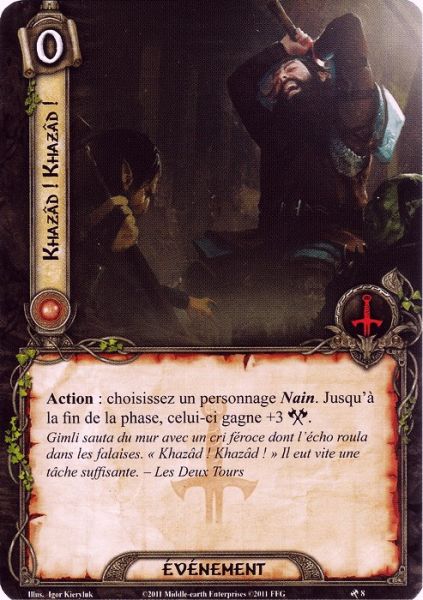 0
KHAZÂD ! KHAZÂD !
Action : choisissez un personnage Nain. Jusqu'à
la fin de la phase, celui-ci gagne +3 .
Gimli sauta du mur avec un cri féroce dont l'écho roula
dans les falaises. « Khazâd ! Khazâd ! » Il eut vite une
tâche suffisante. – Les Deux Tours
ÉVÉNEMENT
Illus. Igor Kieryluk ©2011 Middle-earth Enterprises ©2011 FFG 8